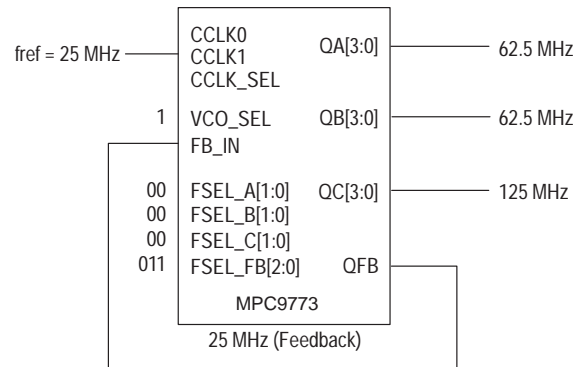 CCLK0
fref = 25 MHz CCLK1
CCLK_SEL
QA[3:0] 62.5 MHz
1 VCO_SEL QB[3:0] 62.5 MHz
FB_IN
00 FSEL_A[1:0] QC[3:0] 125 MHz
00 FSEL_B[1:0]
00 FSEL_C[1:0]
011 FSEL_FB[2:0] QFB
MPC9773
25 MHz (Feedback)